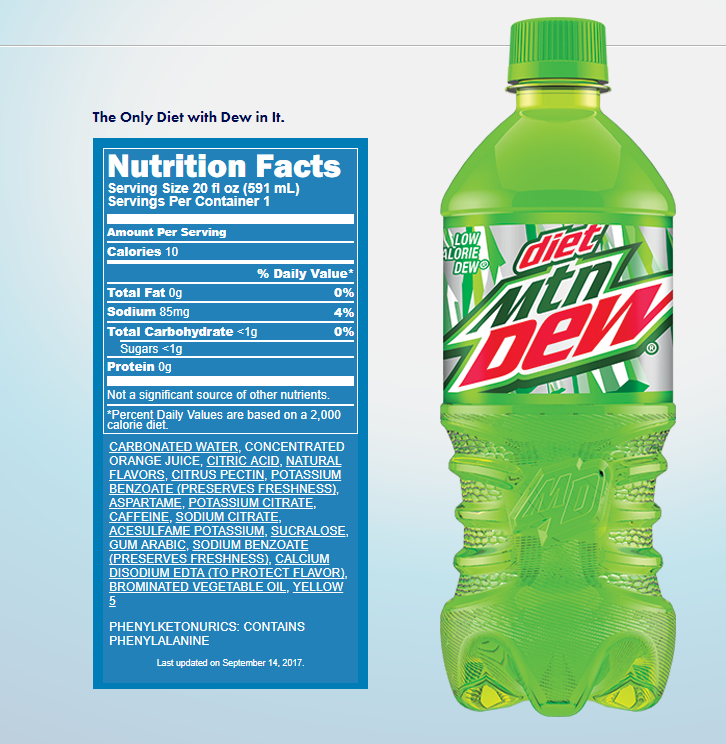 The Only Diet with Dew in It.
Nutrition Facts
Serving Size 20 fl oz (591 mL)
Servings Per Container 1
Amount Per Serving
Calories 10
% Daily Value*
Total Fat 0g 0%
Sodium 85mg 4%
Total Carbohydrate <1g 0%
Sugars <1g
Protein 0g
Not a significant source of other nutrients.
*Percent Daily Values are based on a 2,000
calorie diet.
CARBONATED WATER, CONCENTRATED
ORANGE JUICE, CITRIC ACID, NATURAL
FLAVORS, CITRUS PECTIN, POTASSIUM
BENZOATE (PRESERVES FRESHNESS),
ASPARTAME, POTASSIUM CITRATE,
CAFFEINE, SODIUM CITRATE,
ACESULFAME POTASSIUM, SUCRALOSE,
GUM ARABIC, SODIUM BENZOATE
(PRESERVES FRESHNESS), CALCIUM
DISODIUM EDTA (TO PROTECT FLAVOR),
BROMINATED VEGETABLE OIL, YELLOW
5
PHENYLKETONURICS: CONTAINS
PHENYLALANINE
Last updated on September 14, 2017.
LOW
ALORIE
DEW®
diet
mtn
DEW®
MD